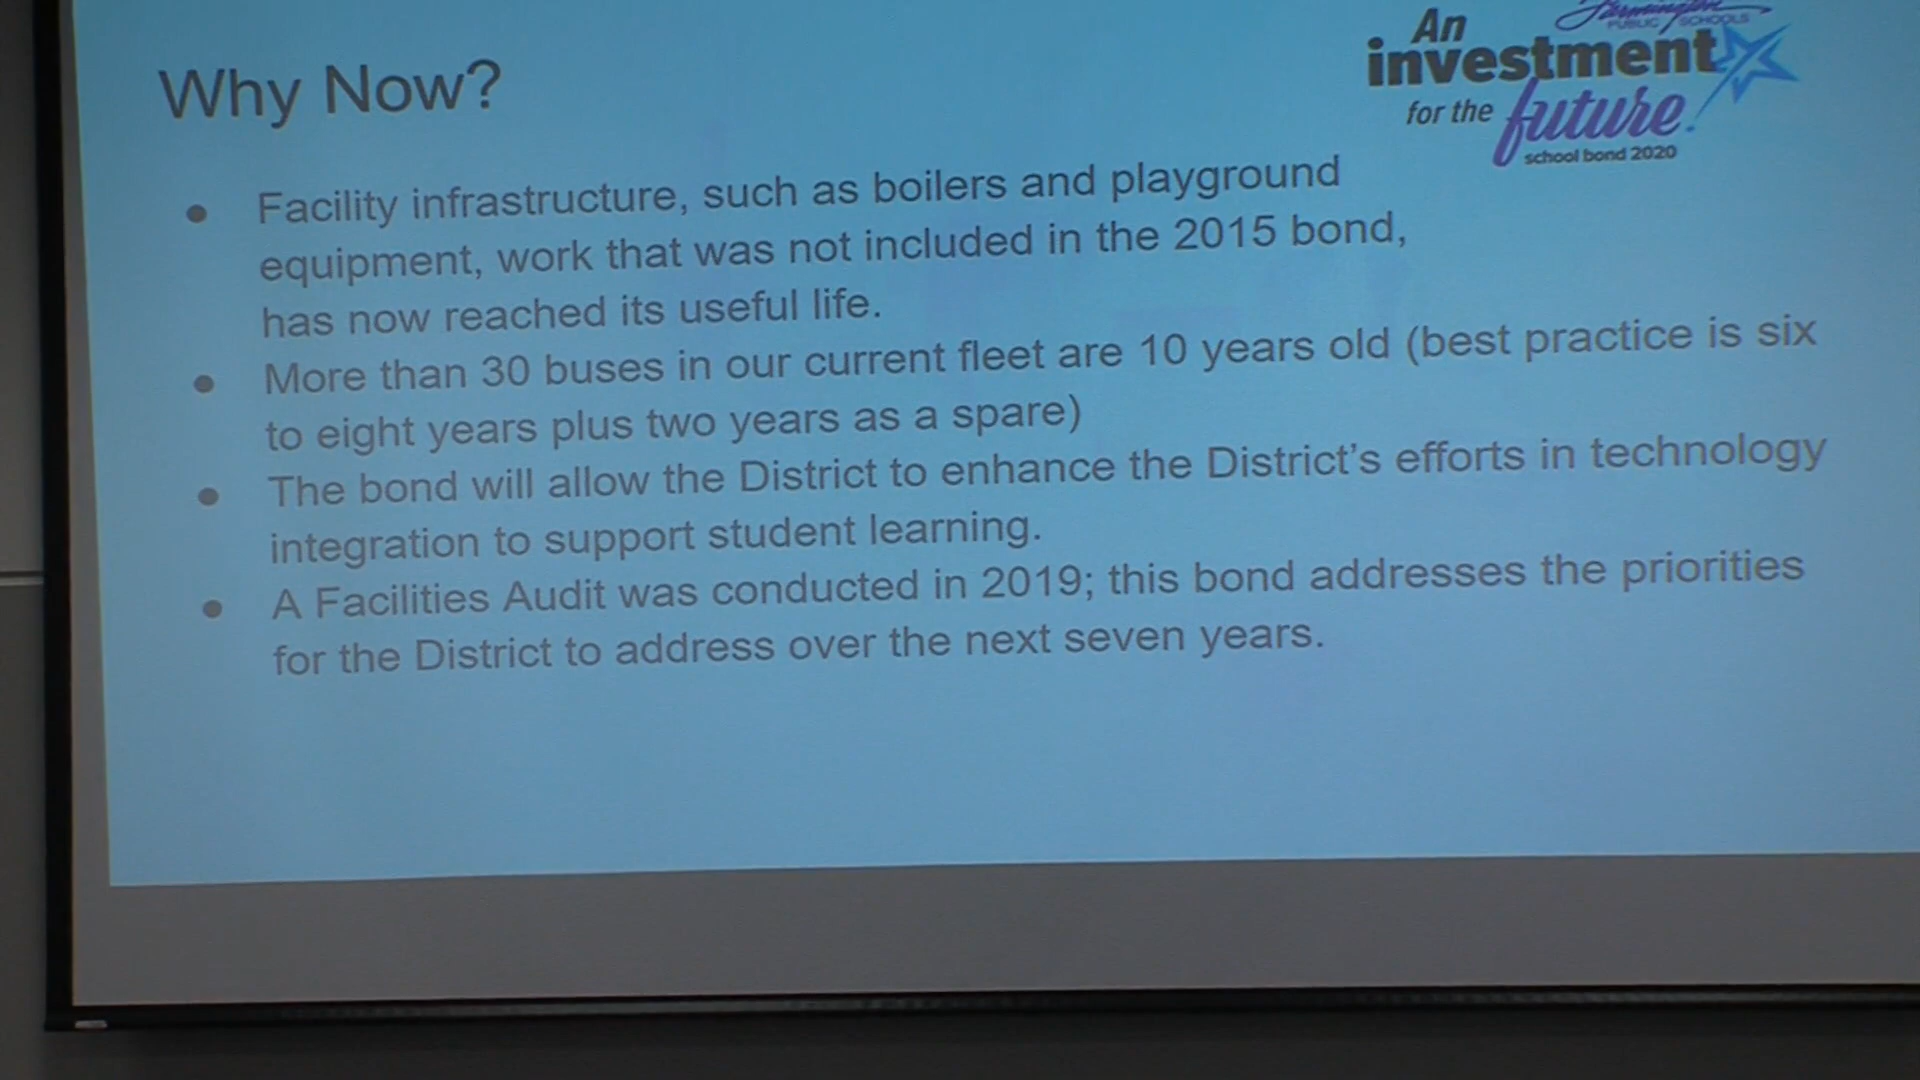 Farmington
PUBLIC SCHOOLS
An
investment
for the future!
school bond 2020
Why Now?
● Facility infrastructure, such as boilers and playground
equipment, work that was not included in the 2015 bond,
has now reached its useful life.
● More than 30 buses in our current fleet are 10 years old (best practice is six
to eight years plus two years as a spare)
● The bond will allow the District to enhance the District's efforts in technology
integration to support student learning.
● A Facilities Audit was conducted in 2019; this bond addresses the priorities
for the District to address over the next seven years.